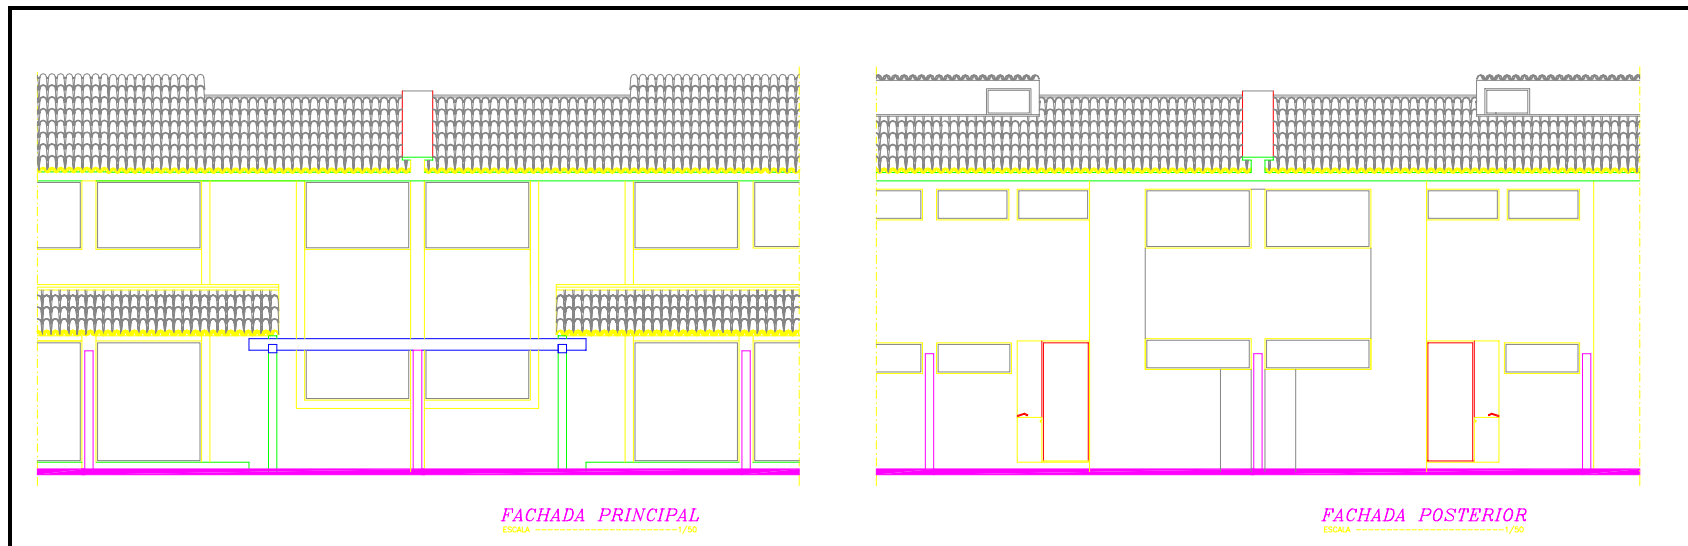 FACHADA PRINCIPAL
ESCALA 1/50
FACHADA POSTERIOR
ESCALA 1/50